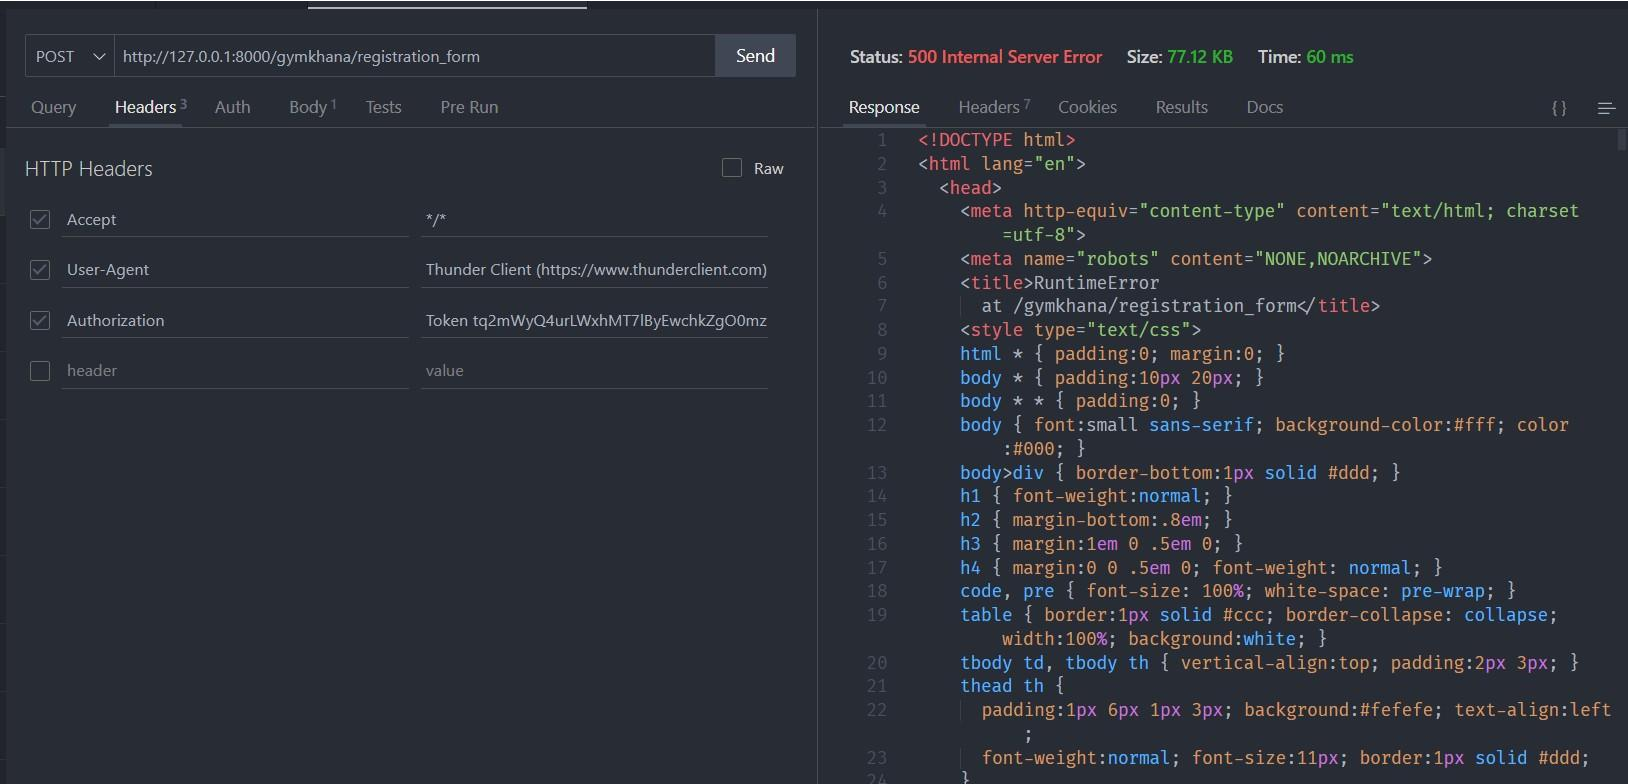 POST http://127.0.0.1:8000/gymkhana/registration_form Send
Query Headers 3 Auth Body 1 Tests Pre Run
HTTP Headers Raw
Accept */*
User-Agent Thunder Client (https://www.thunderclient.com)
Authorization Token tq2mWyQ4urLWxhMT7lByEwchkZgO0mz
header value
Status: 500 Internal Server Error Size: 77.12 KB Time: 60 ms
Response Headers 7 Cookies Results Docs { }
1 <!DOCTYPE html>
2 <html lang="en">
3 <head>
4 <meta http-equiv="content-type" content="text/html; charset
=utf-8">
5 <meta name="robots" content="NONE,NOARCHIVE">
6 <title>RuntimeError
7 at /gymkhana/registration_form</title>
8 <style type="text/css">
9 html * { padding:0; margin:0; }
10 body * { padding:10px 20px; }
11 body * * { padding:0; }
12 body { font:small sans-serif; background-color:#fff; color
:#000; }
13 body>div { border-bottom:1px solid #ddd; }
14 h1 { font-weight:normal; }
15 h2 { margin-bottom:.8em; }
16 h3 { margin:1em 0 .5em 0; }
17 h4 { margin:0 0 .5em 0; font-weight: normal; }
18 code, pre { font-size: 100%; white-space: pre-wrap; }
19 table { border:1px solid #ccc; border-collapse: collapse;
width:100%; background:white; }
20 tbody td, tbody th { vertical-align:top; padding:2px 3px; }
21 thead th {
22 padding:1px 6px 1px 3px; background:#fefefe; text-align:left
;
23 font-weight:normal; font-size:11px; border:1px solid #ddd;
24 }